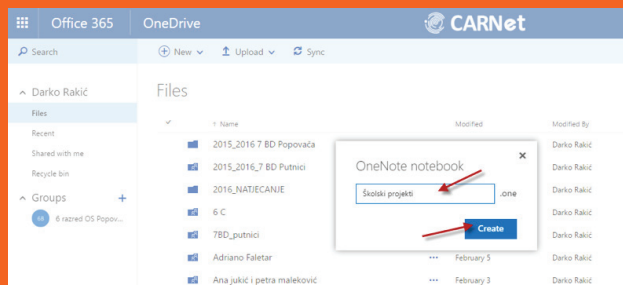 Office 365 OneDrive CARNet
Search New Upload Sync
Darko Rakić
Files
Recent
Shared with me
Recycle bin
Groups
6 razred OS Popov...
Files
Name Modified Modified By
2015_2016 7 BD Popovača Darko Rakić
2015_2016_7 BD Putnici Darko Rakić
2016_NATJECANJE Darko Rakić
6 C Darko Rakić
7BD_putnici Darko Rakić
Adriano Faletar ... February 5 Darko Rakić
Ana jukić i petra maleković ... February 3 Darko Rakić
OneNote notebook
Školski projekti .one
Create